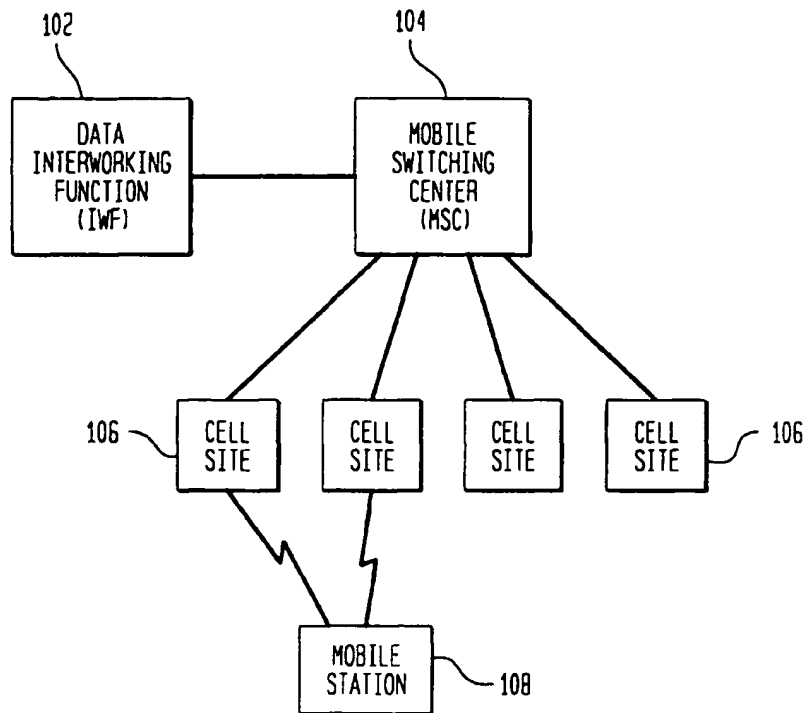 102
104
DATA
INTERWORKING
FUNCTION
(IWF)
MOBILE
SWITCHING
CENTER
(MSC)
106
CELL
SITE
CELL
SITE
CELL
SITE
CELL
SITE
106
MOBILE
STATION
108